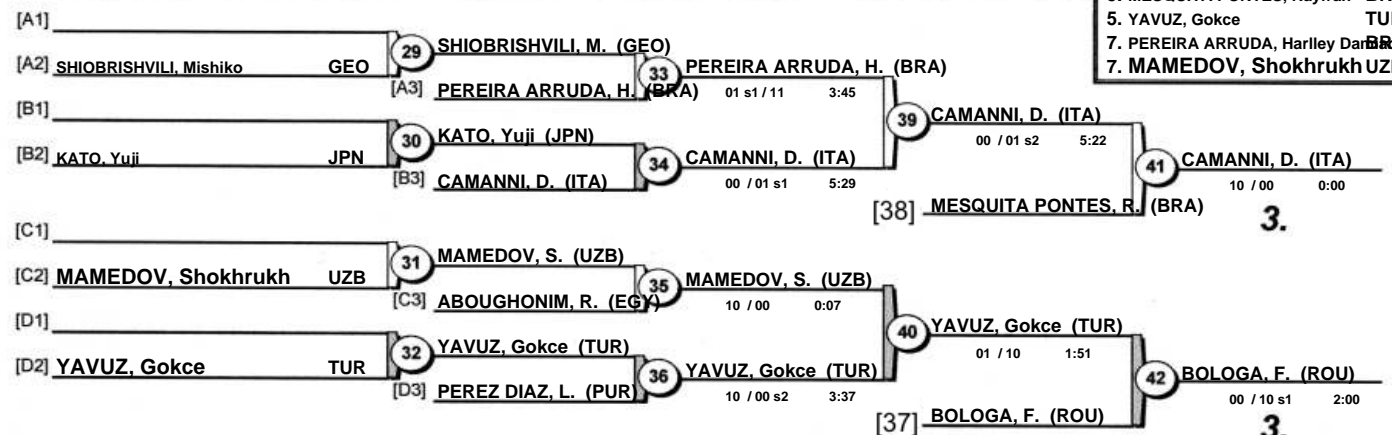 5. YAVUZ, Gokce TUR
7. PEREIRA ARRUDA, Harlley
7. MAMEDOV, Shokhrukh UZB
[A1]
29 SHIOBRISHVILI, M. (GEO)
[A2] SHIOBRISHVILI, Mishiko GEO
33 PEREIRA ARRUDA, H. (BRA)
[A3] PEREIRA ARRUDA, H. (BRA)
01 s1 / 11 3:45
[B1]
39 CAMANNI, D. (ITA)
00 / 01 s2 5:22
30 KATO, Yuji (JPN)
[B2] KATO, Yuji JPN
34 CAMANNI, D. (ITA)
41 CAMANNI, D. (ITA)
[B3] CAMANNI, D. (ITA)
00 / 01 s1 5:29
10 / 00 0:00
[38] MESQUITA PONTES, R. (BRA)
3.
[C1]
31 MAMEDOV, S. (UZB)
[C2] MAMEDOV, Shokhrukh UZB
35 MAMEDOV, S. (UZB)
[C3] ABOUGHONIM, R. (EGY)
10 / 00 0:07
[D1]
40 YAVUZ, Gokce (TUR)
32 YAVUZ, Gokce (TUR)
01 / 10 1:51
[D2] YAVUZ, Gokce TUR
36 YAVUZ, Gokce (TUR)
42 BOLOGA, F. (ROU)
[D3] PEREZ DIAZ, L. (PUR)
10 / 00 s2 3:37
00 / 10 s1 2:00
[37] BOLOGA, F. (ROU)
3.